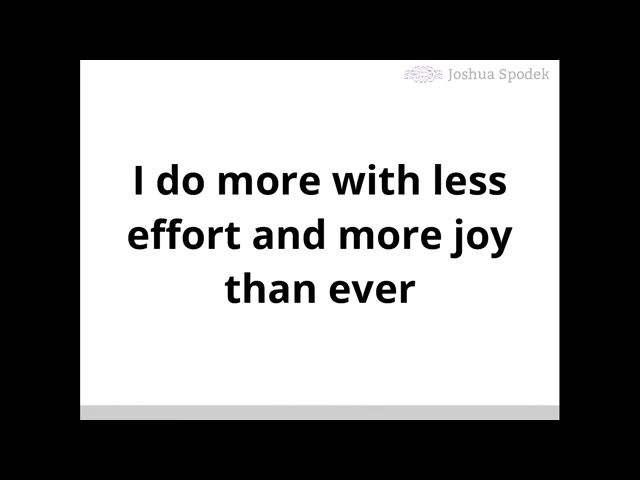 Joshua Spodek
I do more with less
effort and more joy
than ever